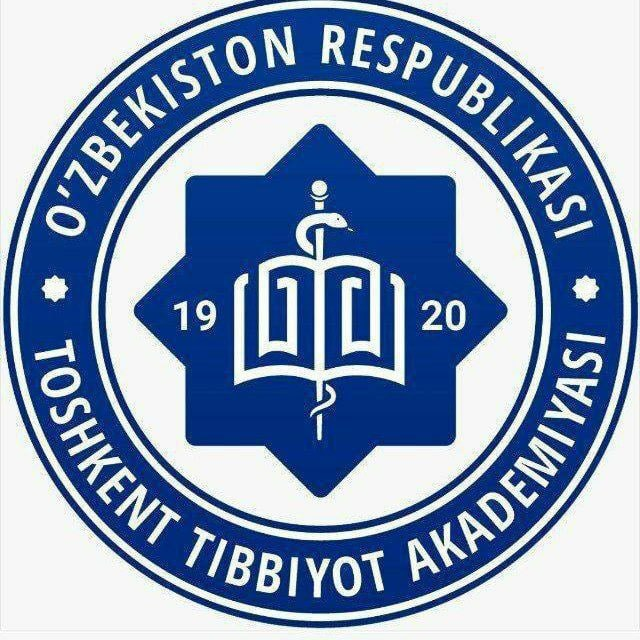 O'ZBEKISTON RESPUBLIKASI
19 20
TOSHKENT TIBBIYOT AKADEMIYASI